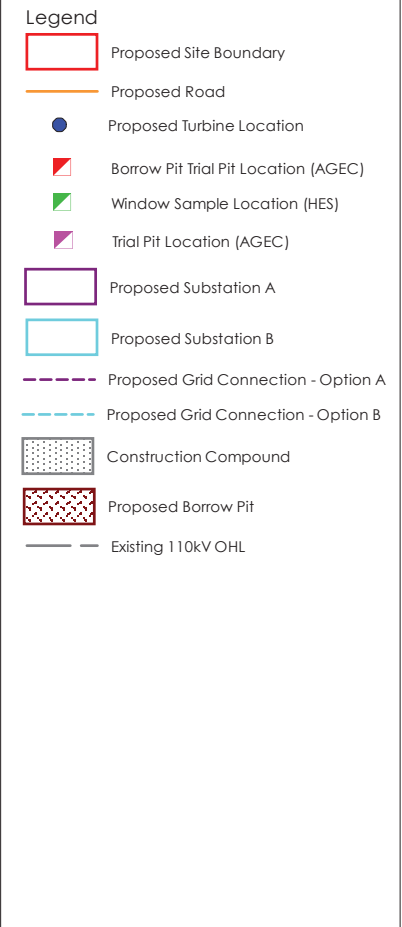 Legend
Proposed Site Boundary
Proposed Road
Proposed Turbine Location
Borrow Pit Trial Pit Location (AGEC)
Window Sample Location (HES)
Trial Pit Location (AGEC)
Proposed Substation A
Proposed Substation B
Proposed Grid Connection - Option A
Proposed Grid Connection - Option B
Construction Compound
Proposed Borrow Pit
Existing 110kV OHL